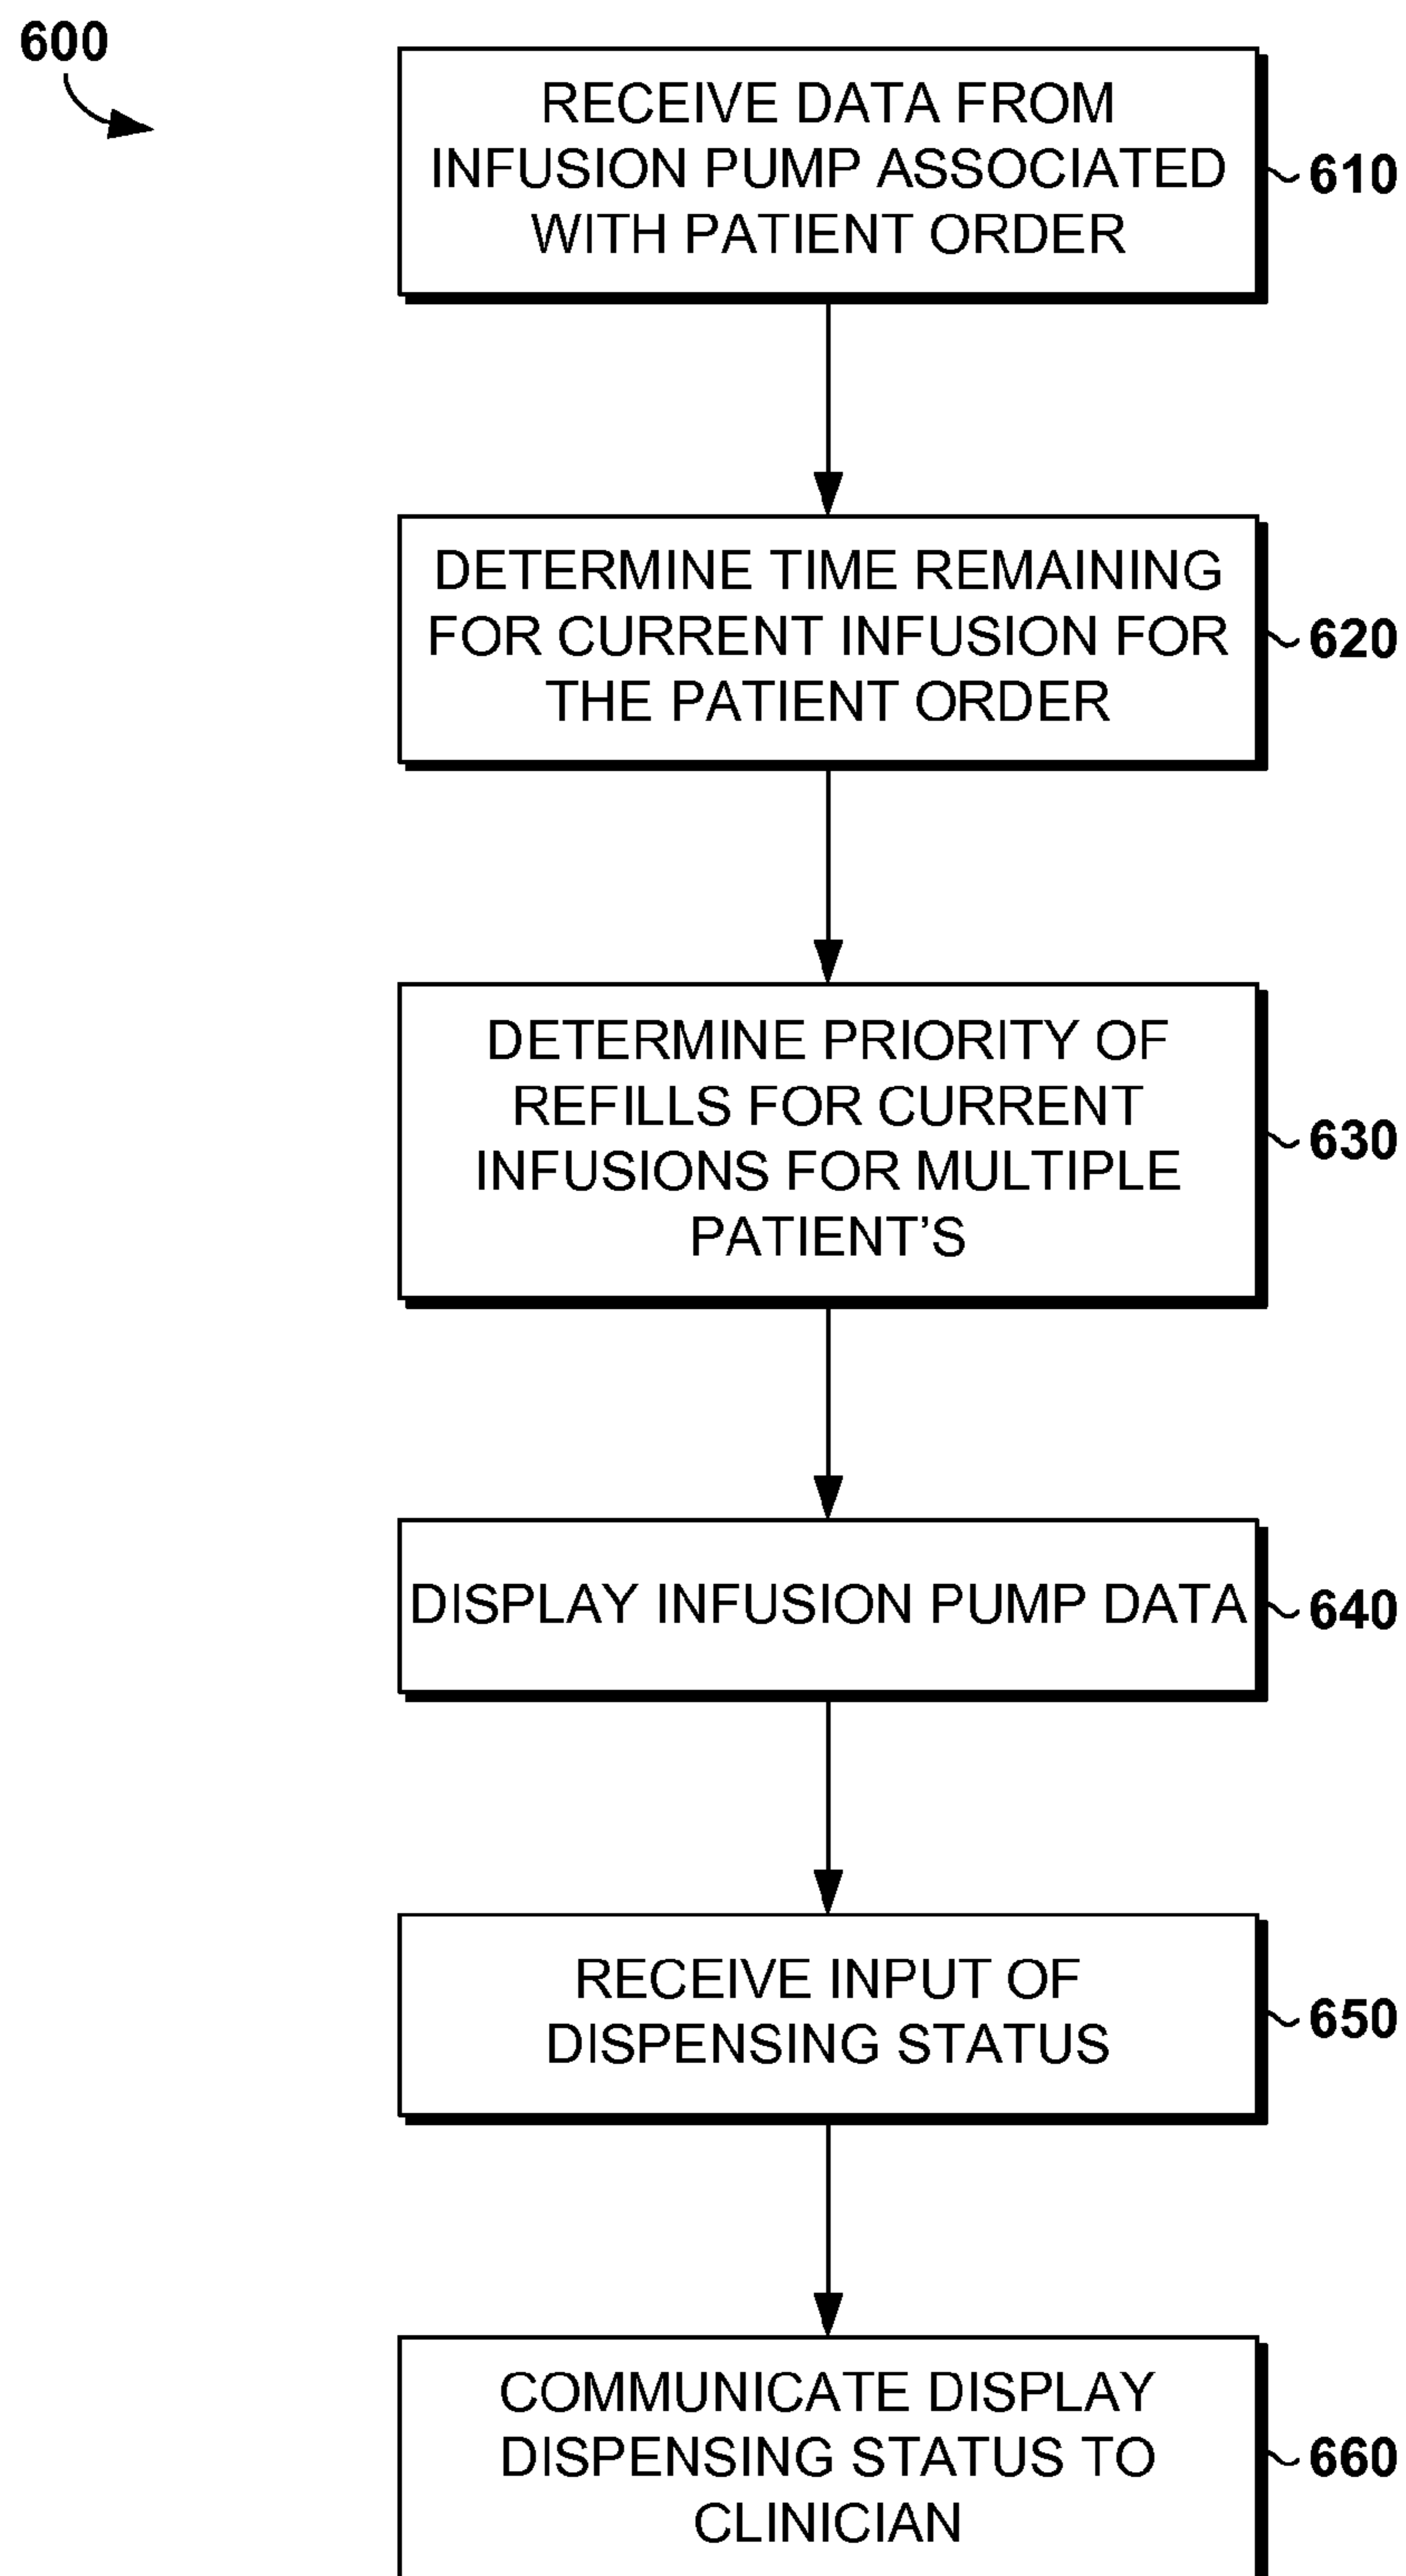 600
RECEIVE DATA FROM
INFUSION PUMP ASSOCIATED
WITH PATIENT ORDER
610
DETERMINE TIME REMAINING
FOR CURRENT INFUSION FOR
THE PATIENT ORDER
620
DETERMINE PRIORITY OF
REFILLS FOR CURRENT
INFUSIONS FOR MULTIPLE
PATIENT’S
630
DISPLAY INFUSION PUMP DATA
640
RECEIVE INPUT OF
DISPENSING STATUS
650
COMMUNICATE DISPLAY
DISPENSING STATUS TO
CLINICIAN
660